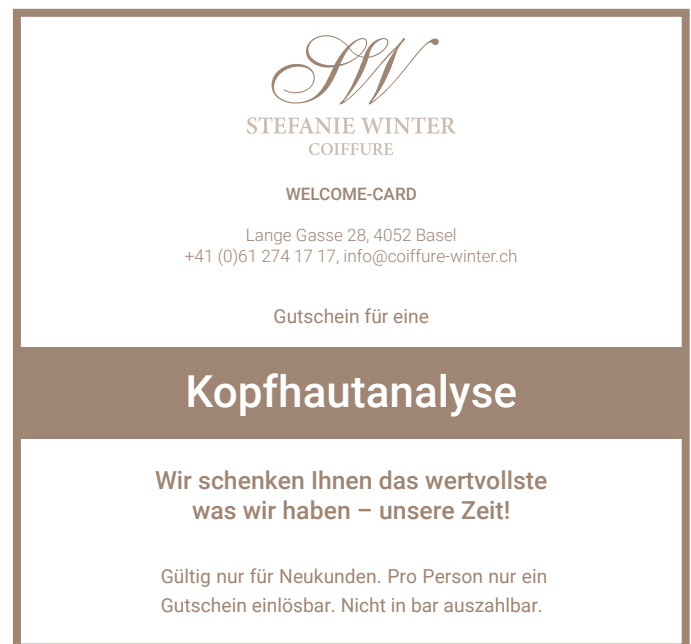 SW
STEFANIE WINTER
COIFFURE
WELCOME-CARD
Lange Gasse 28, 4052 Basel
+41 (0)61 274 17 17, info@coiffure-winter.ch
Gutschein für eine
Kopfhautanalyse
Wir schenken Ihnen das wertvollste
was wir haben – unsere Zeit!
Gültig nur für Neukunden. Pro Person nur ein
Gutschein einlösbar. Nicht in bar auszahlbar.